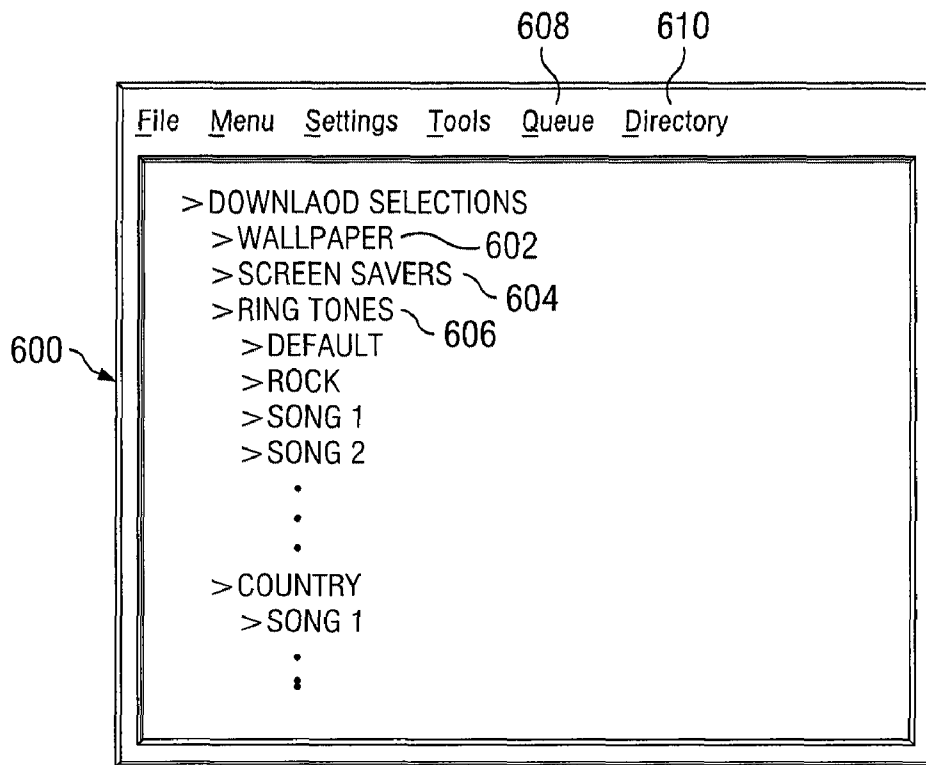 608 610
File Menu Settings Tools Queue Directory
>DOWNLAOD SELECTIONS
>WALLPAPER 602
>SCREEN SAVERS 604
>RING TONES 606
600
>DEFAULT
>ROCK
>SONG 1
>SONG 2
>COUNTRY
>SONG 1